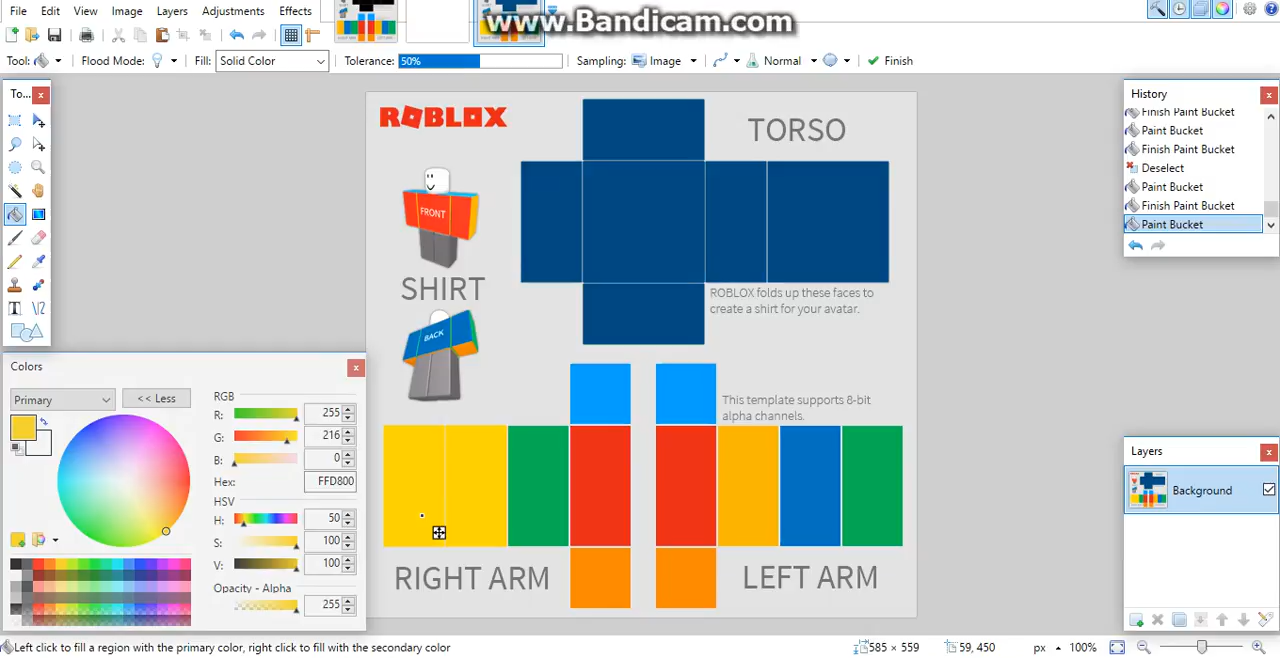 www.Bandicam.com
File Edit View Image Layers Adjustments Effects
Tool: Flood Mode: Fill: Solid Color Tolerance: 50% Sampling: Image Normal Finish
To...
History
Finish Paint Bucket
Paint Bucket
Finish Paint Bucket
Deselect
Paint Bucket
Finish Paint Bucket
Paint Bucket
ROBLOX
TORSO
FRONT
SHIRT
ROBLOX folds up these faces to
create a shirt for your avatar.
BACK
This template supports 8-bit
alpha channels.
RIGHT ARM
LEFT ARM
Colors
Primary
<< Less
RGB
R: 255
G: 216
B: 0
Hex: FFD800
HSV
H: 50
S: 100
V: 100
Opacity - Alpha
255
Layers
Background
Left click to fill a region with the primary color, right click to fill with the secondary color
585 × 559
59, 450
px
100%